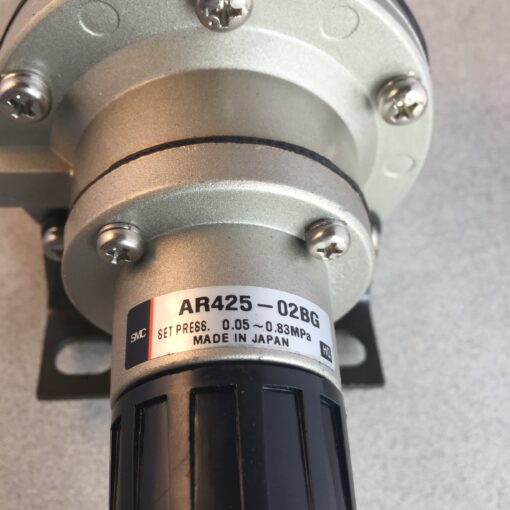 AR425-02BG
SMC
SET PRESS. 0.05~0.83MPa
MADE IN JAPAN